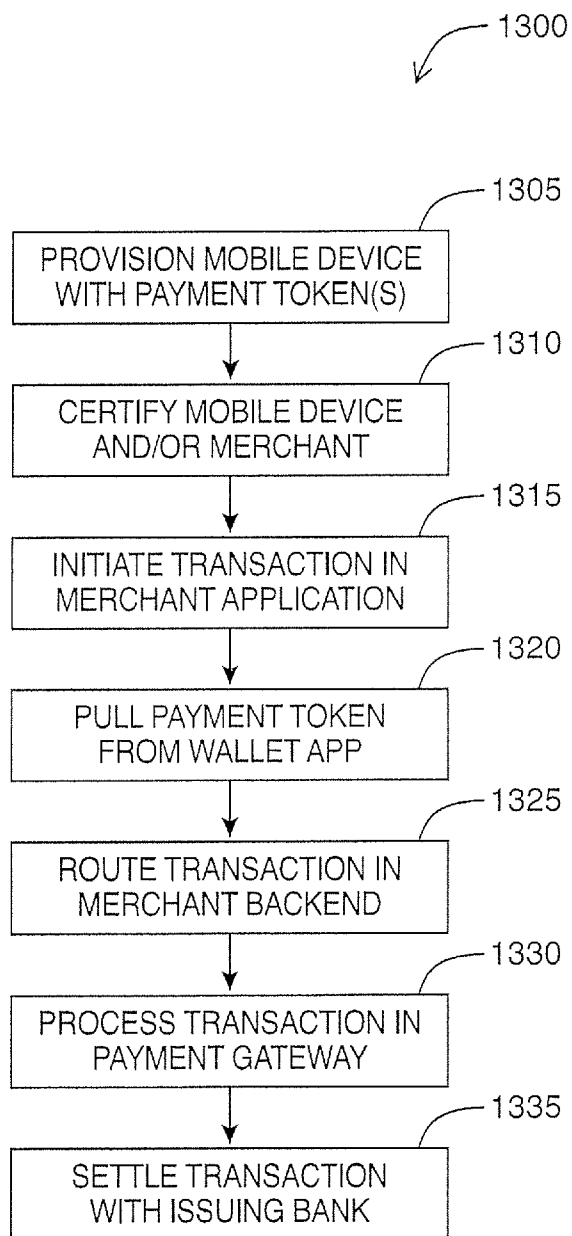 1300
1305
PROVISION MOBILE DEVICE
WITH PAYMENT TOKEN(S)
1310
CERTIFY MOBILE DEVICE
AND/OR MERCHANT
1315
INITIATE TRANSACTION IN
MERCHANT APPLICATION
1320
PULL PAYMENT TOKEN
FROM WALLET APP
1325
ROUTE TRANSACTION IN
MERCHANT BACKEND
1330
PROCESS TRANSACTION IN
PAYMENT GATEWAY
1335
SETTLE TRANSACTION
WITH ISSUING BANK